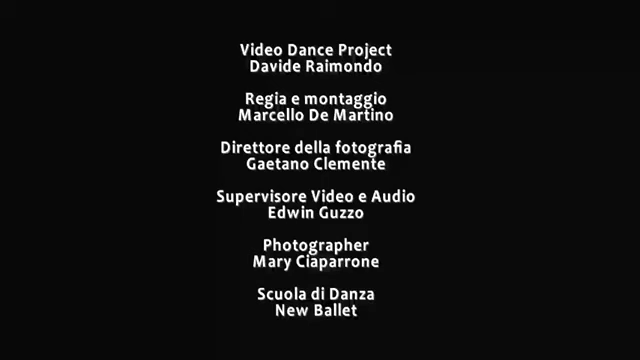 Video Dance Project
Davide Raimondo
Regia e montaggio
Marcello De Martino
Direttore della fotografia
Gaetano Clemente
Supervisore Video e Audio
Edwin Guzzo
Photographer
Mary Ciaparrone
Scuola di Danza
New Ballet